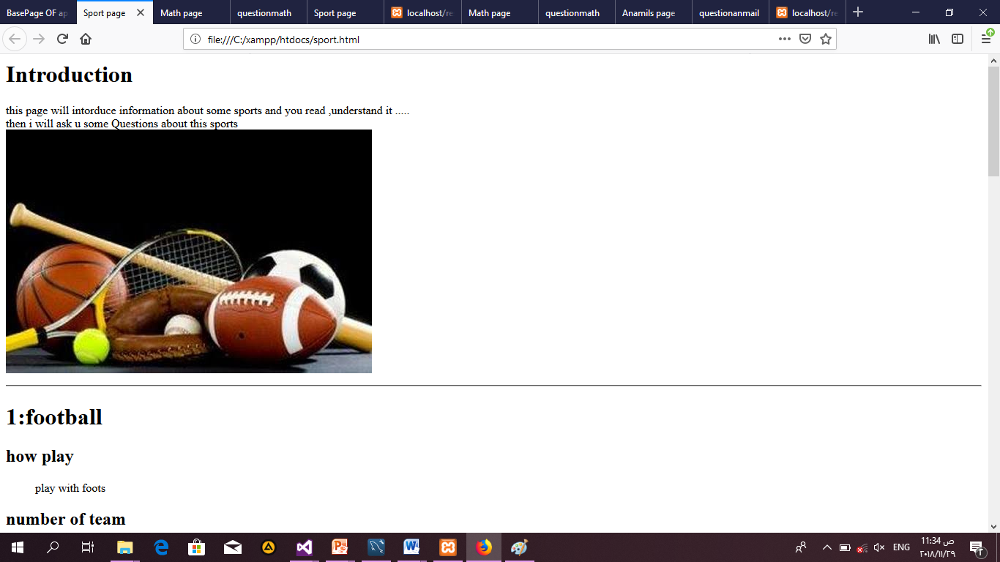 BasePage OF ap
Sport page
Math page
questionmath
Sport page
localhost/re
Math page
questionmath
Anamils page
questionanmail
localhost/re
file:///C:/xampp/htdocs/sport.html
Introduction
this page will intorduce information about some sports and you read ,understand it .....
then i will ask u some Questions about this sports
1:football
how play
play with foots
number of team
ENG
11:34 ص
٢٠١٨/١١/٢٩
٢